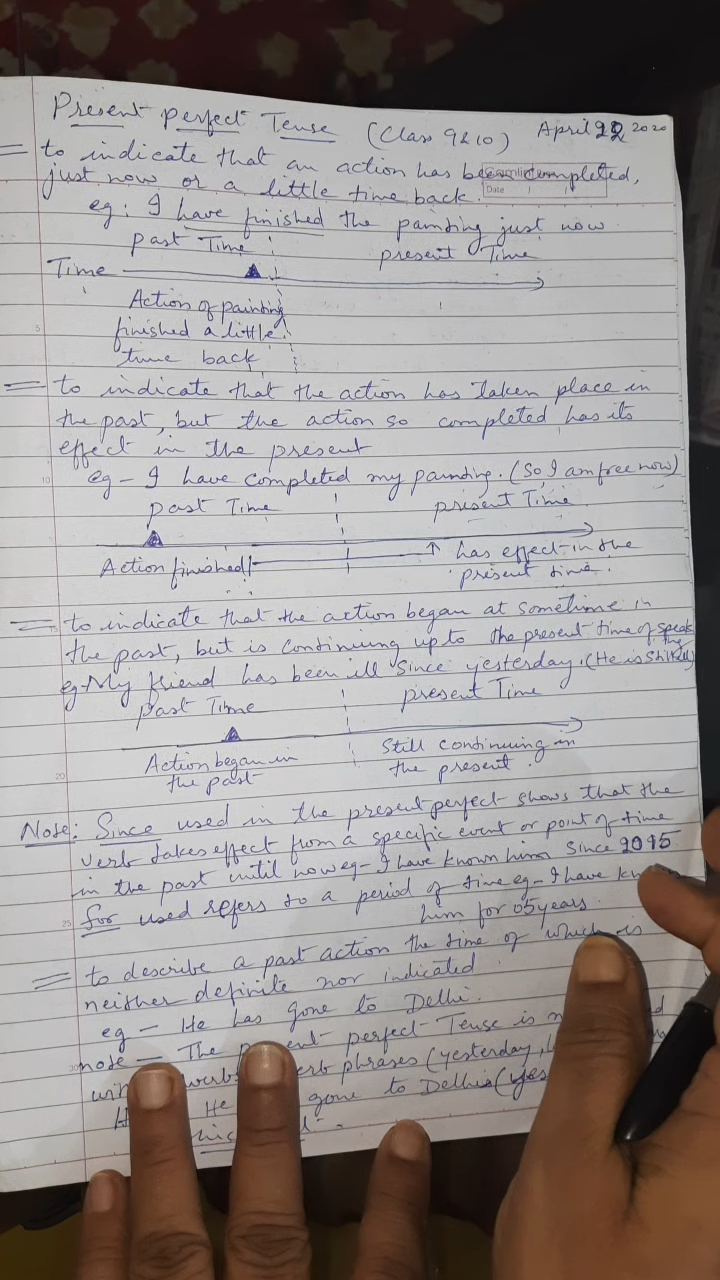 Present perfect Tense (Class 9&10) April 22 2020
= to indicate that an action has been completed,
just now or a little time back.
Date
eg: I have finished the painting just now
past Time present Time
Time
Action of painting
finished a little
time back
= to indicate that the action has taken place in
the past, but the action so completed has its
effect in the present
eg - I have completed my painting. (So I am free now)
past Time present Time
Action finished has effect in the
present time.
= to indicate that the action began at sometime in
the past, but is continuing upto the present time of speak
eg My friend has been ill since yesterday. (He is still ill)
past Time present Time
Action began in Still continuing in
the past the present.
Note: Since used in the present perfect shows that the
verb takes effect from a specific event or point of time
in the past until now eg - I have known him since 2015
for used refers to a period of time eg - I have
him for 05 years
= to describe a past action the time of which is
neither definite nor indicated
eg - He has gone to Delhi.
note - The perfect Tense is
phrases (yesterday,
He gone to Delhi